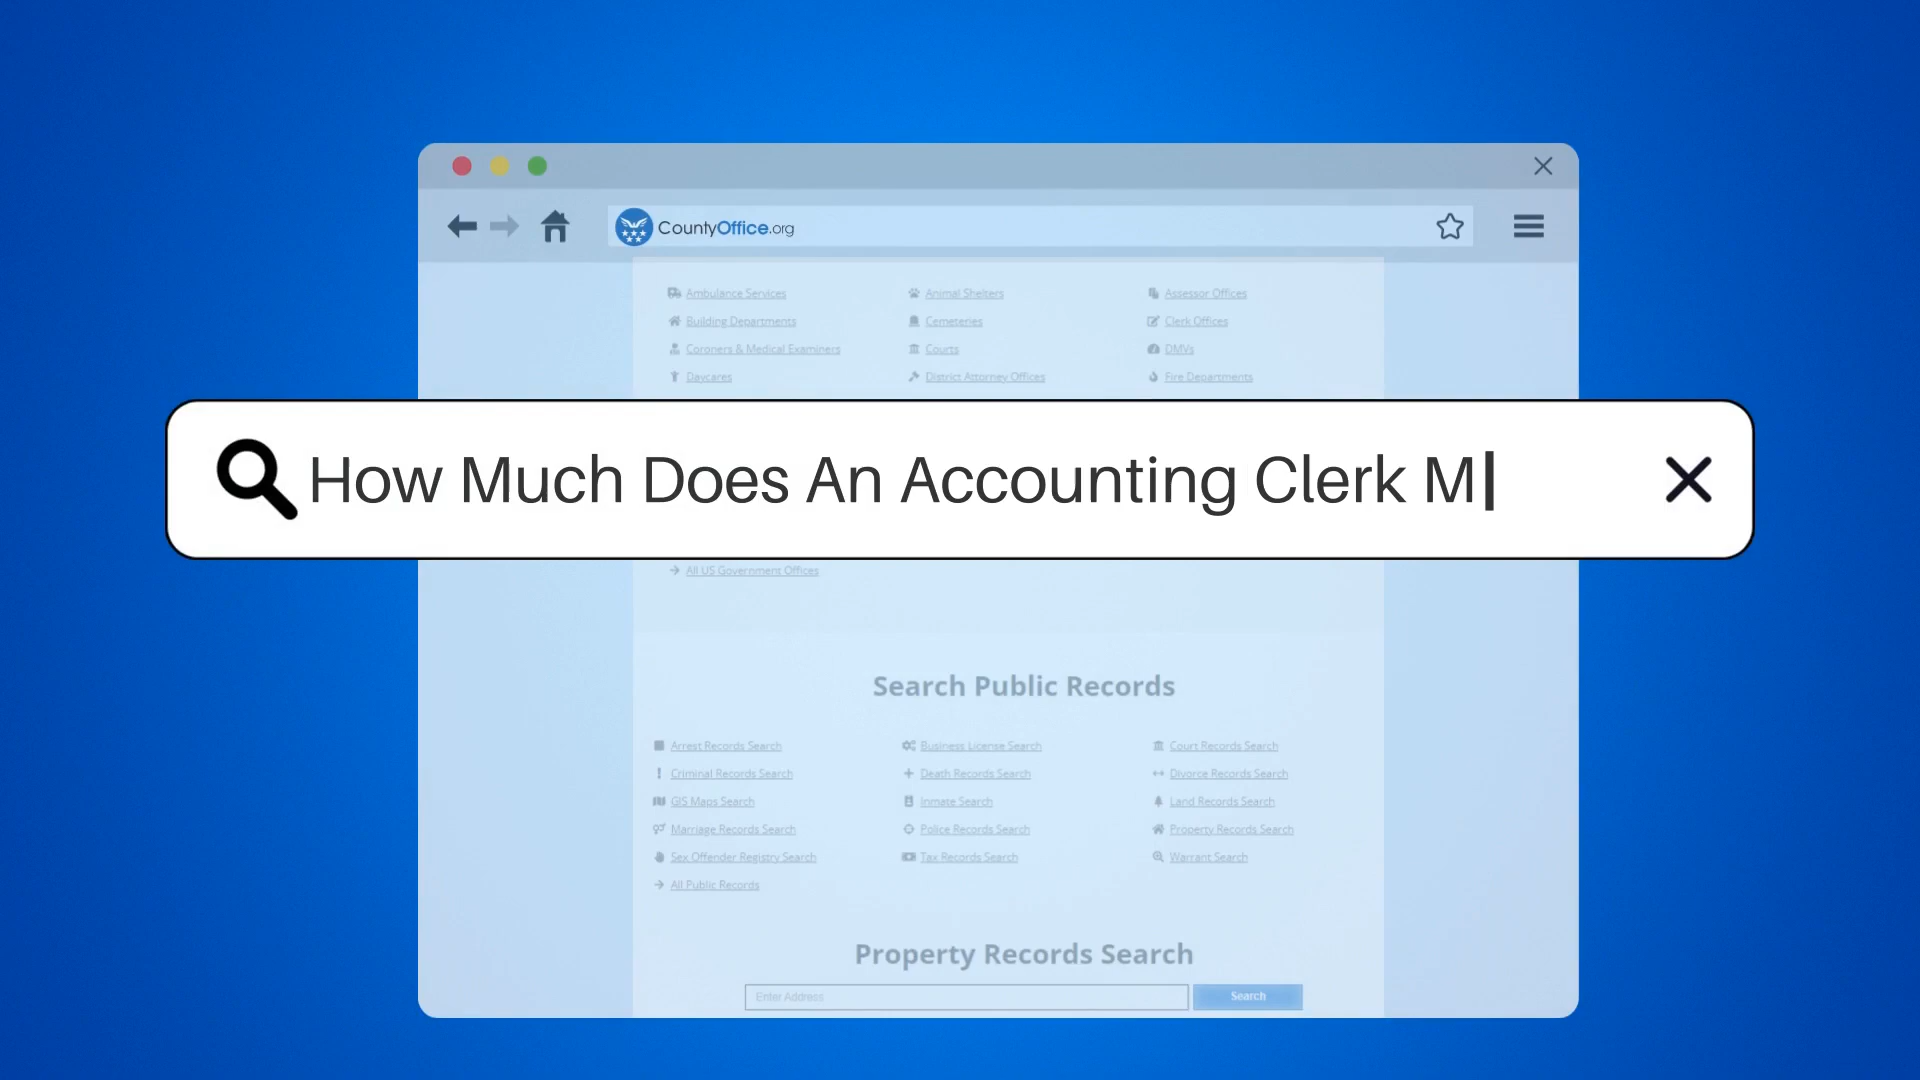 CountyOffice.org
Ambulance Services Animal Shelters Assessor Offices
Building Departments Cemeteries Clerk Offices
Coroners & Medical Examiners Courts DMVs
Daycares District Attorney Offices Fire Departments
How Much Does An Accounting Clerk M
All US Government Offices
Search Public Records
Arrest Records Search Business License Search Court Records Search
Criminal Records Search Death Records Search Divorce Records Search
GIS Maps Search Inmate Search Land Records Search
Marriage Records Search Police Records Search Property Records Search
Sex Offender Registry Search Tax Records Search Warrant Search
All Public Records
Property Records Search
Enter Address Search